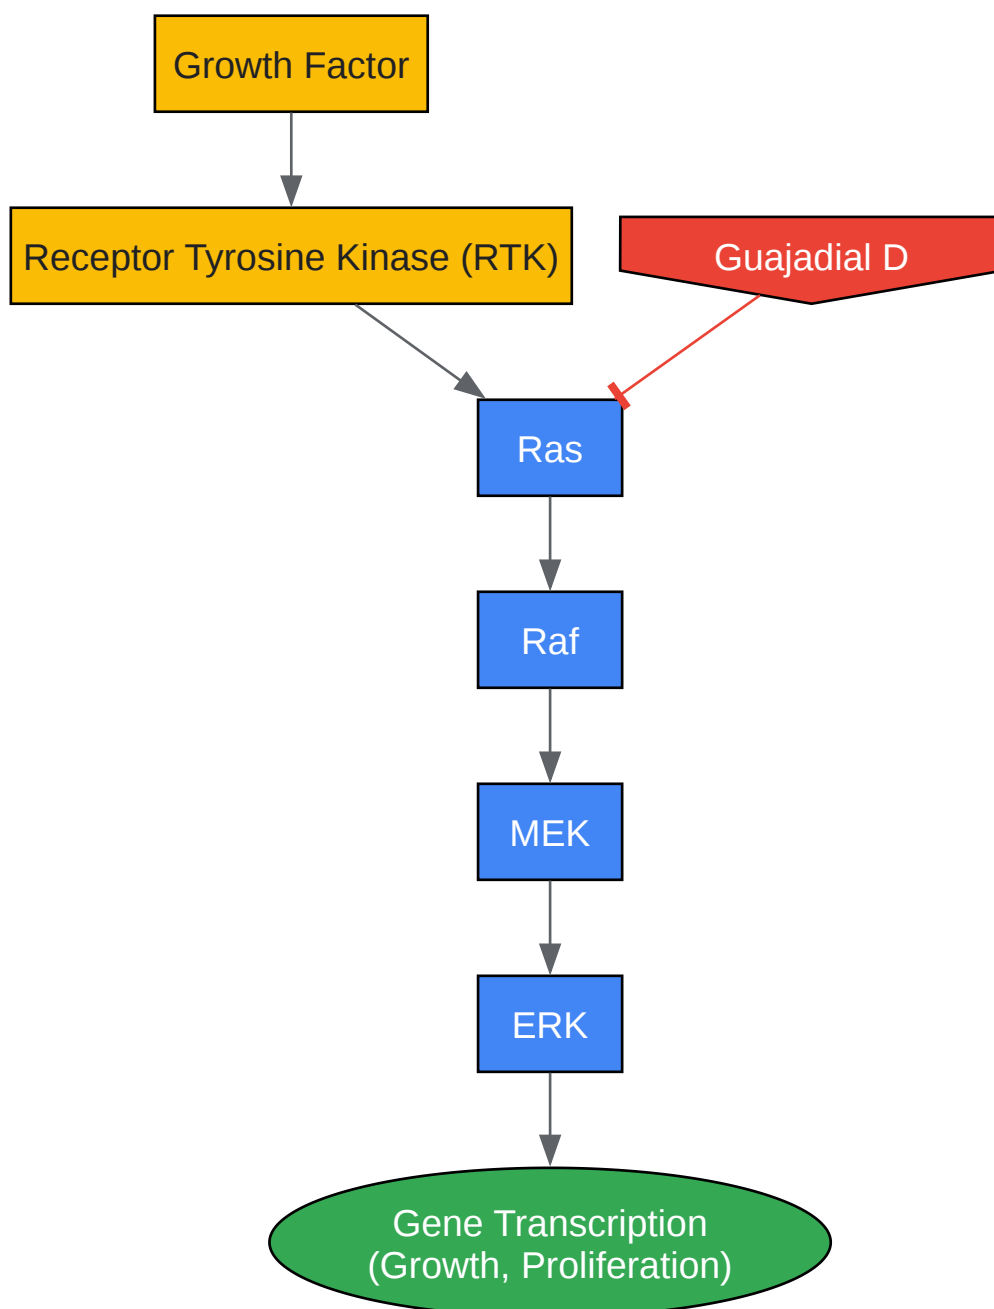 Growth Factor
Receptor Tyrosine Kinase (RTK)
Guajadial D
Ras
Raf
MEK
ERK
Gene Transcription
(Growth, Proliferation)